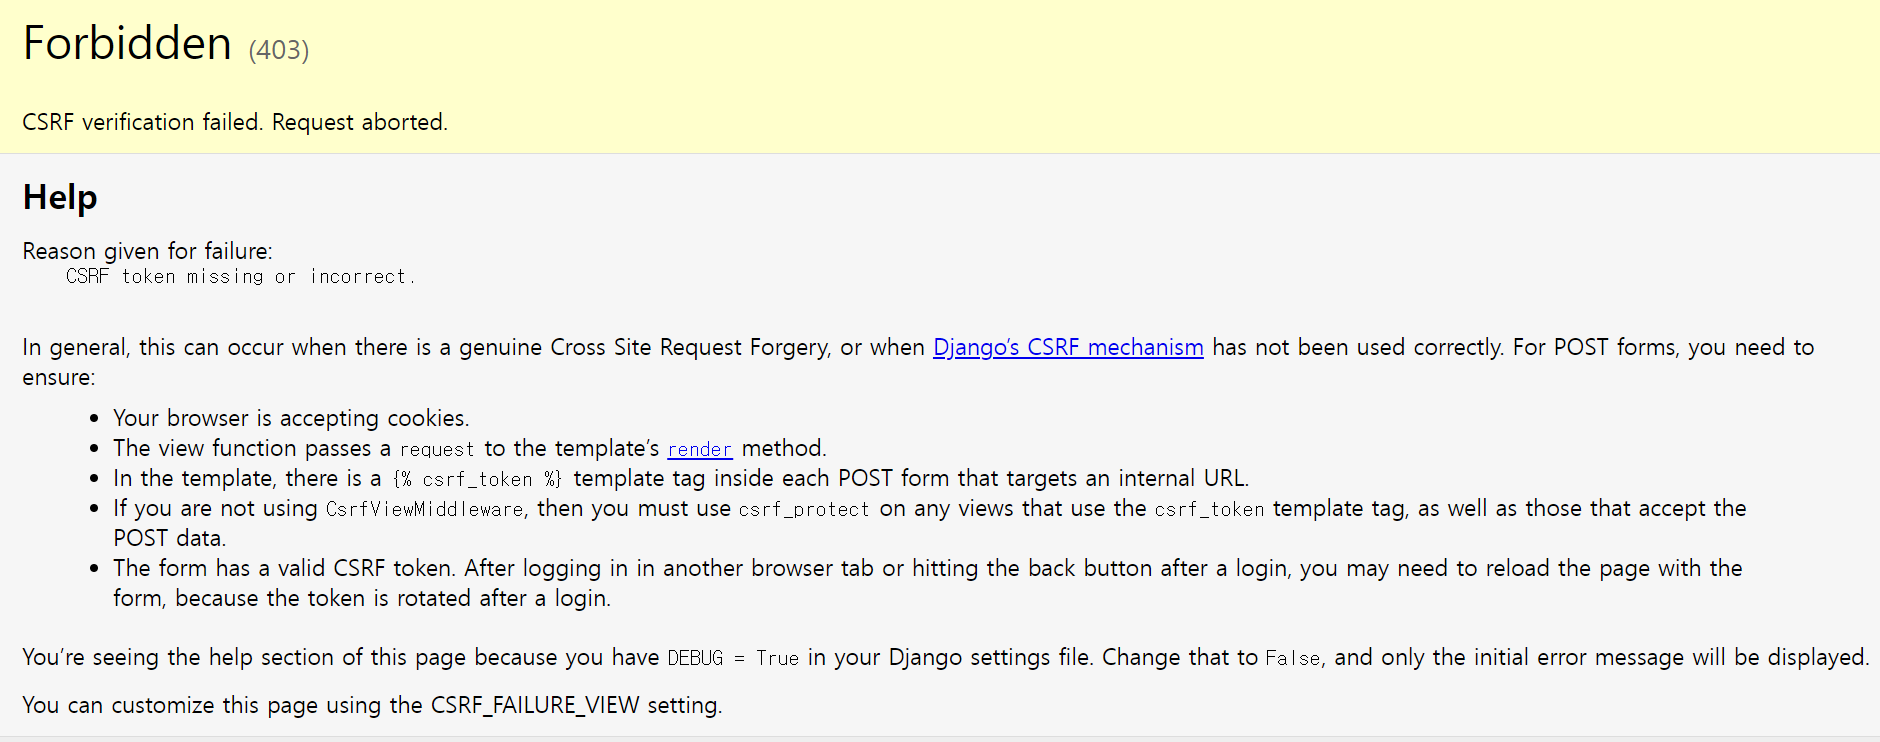 Forbidden (403)
CSRF verification failed. Request aborted.
Help
Reason given for failure:
CSRF token missing or incorrect.
In general, this can occur when there is a genuine Cross Site Request Forgery, or when Django’s CSRF mechanism has not been used correctly. For POST forms, you need to
ensure:
• Your browser is accepting cookies.
• The view function passes a request to the template’s render method.
• In the template, there is a {% csrf_token %} template tag inside each POST form that targets an internal URL.
• If you are not using CsrfViewMiddleware, then you must use csrf_protect on any views that use the csrf_token template tag, as well as those that accept the
POST data.
• The form has a valid CSRF token. After logging in in another browser tab or hitting the back button after a login, you may need to reload the page with the
form, because the token is rotated after a login.
You’re seeing the help section of this page because you have DEBUG = True in your Django settings file. Change that to False, and only the initial error message will be displayed.
You can customize this page using the CSRF_FAILURE_VIEW setting.